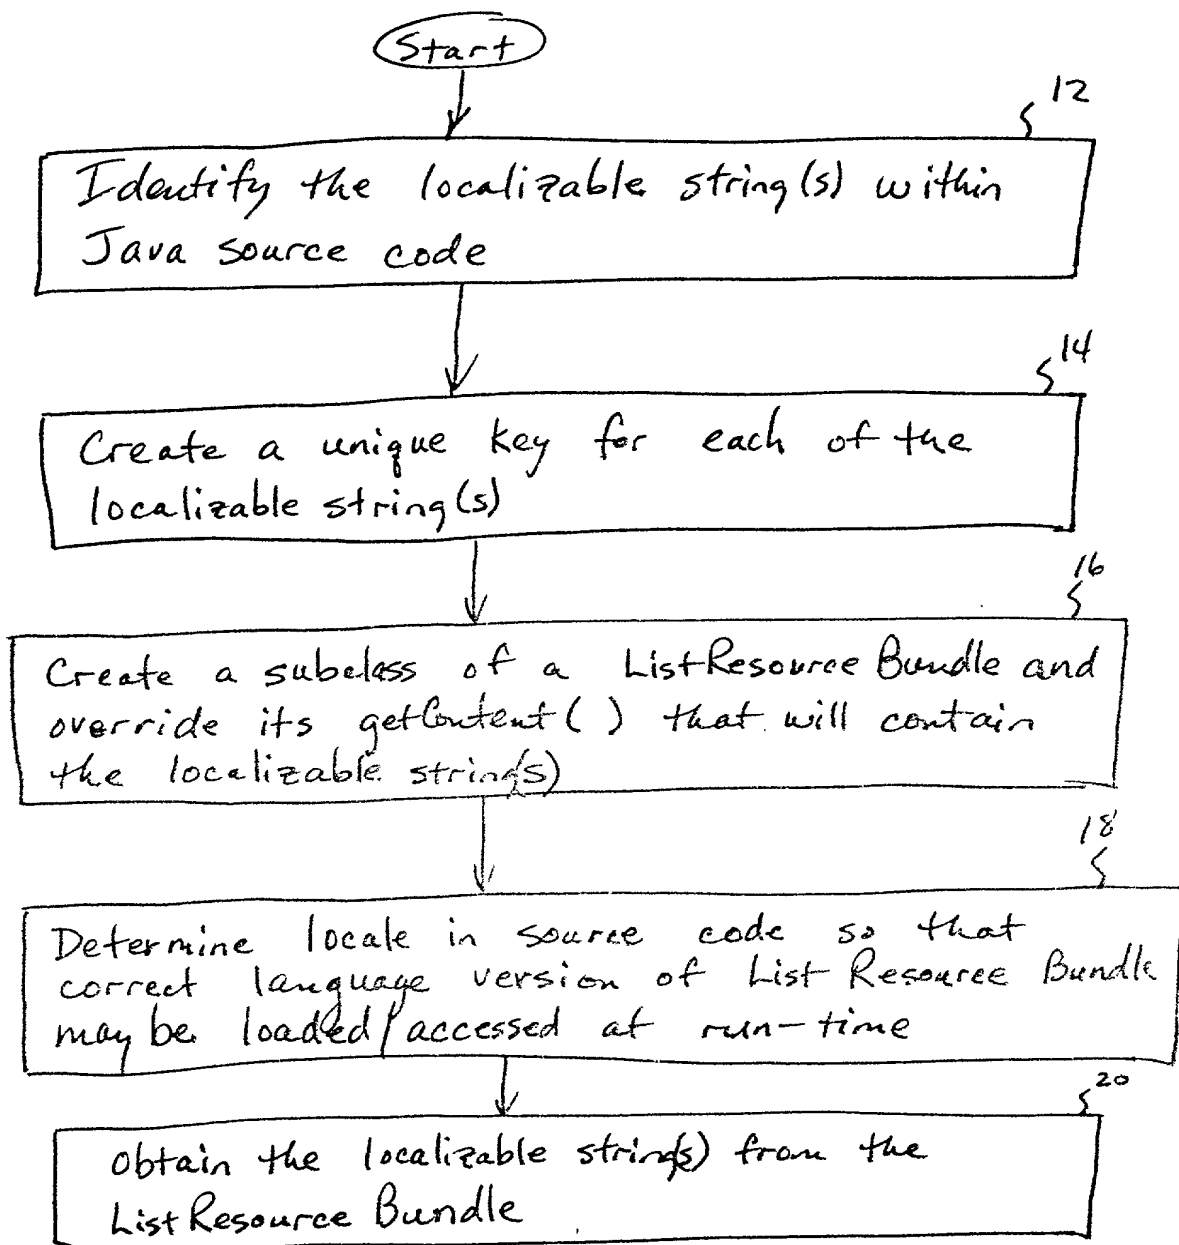 Start
12
Identify the localizable string(s) within
Java source code
14
Create a unique key for each of the
localizable string(s)
16
Create a subclass of a ListResource Bundle and
override its getContent( ) that will contain
the localizable string(s)
18
Determine locale in source code so that
correct language version of List Resource Bundle
may be loaded/accessed at run-time
20
obtain the localizable string(s) from the
ListResource Bundle